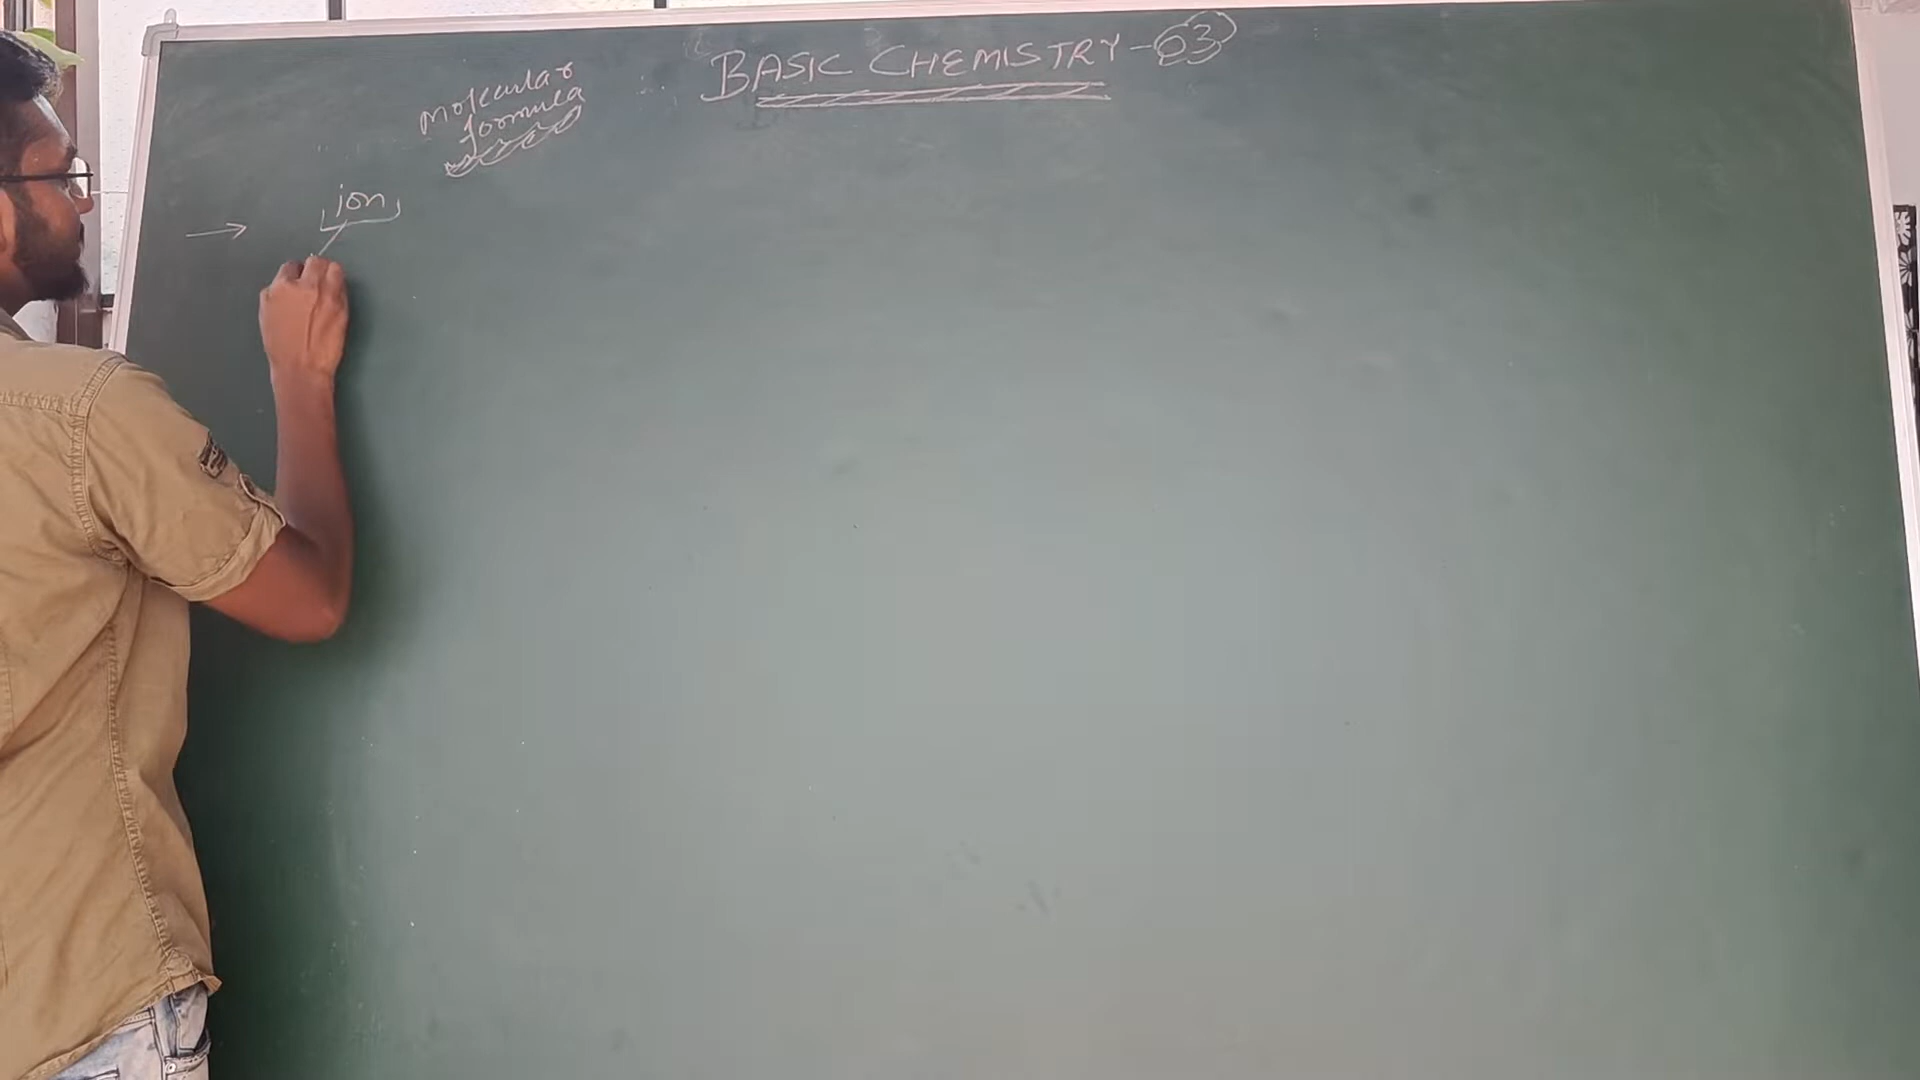 BASIC CHEMISTRY-03
molecular
formula
→ ion